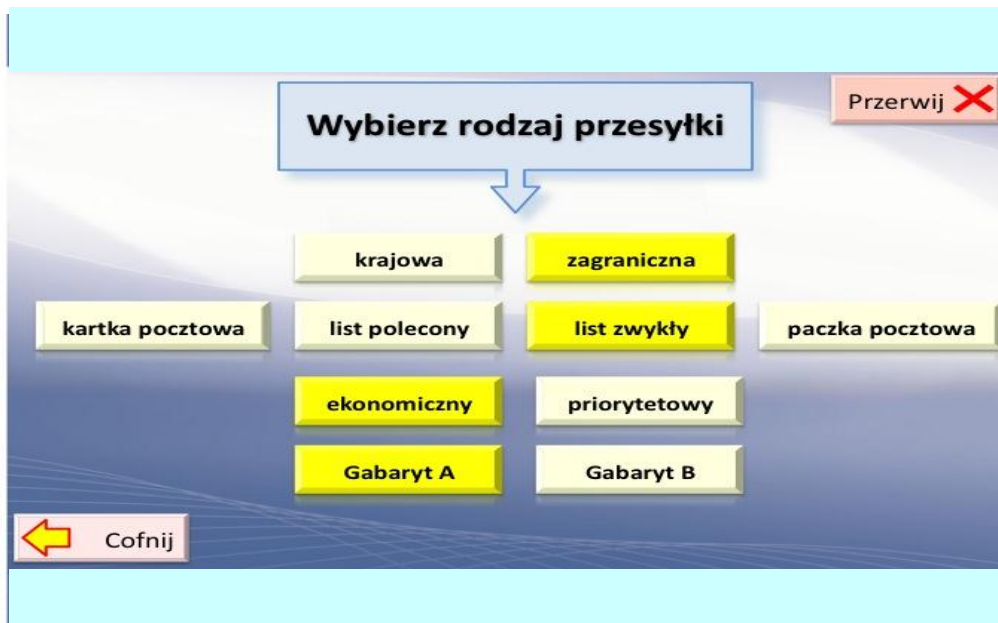 Przerwij
Wybierz rodzaj przesyłki
krajowa
zagraniczna
kartka pocztowa
list polecony
list zwykły
paczka pocztowa
ekonomiczny
priorytetowy
Gabaryt A
Gabaryt B
Cofnij